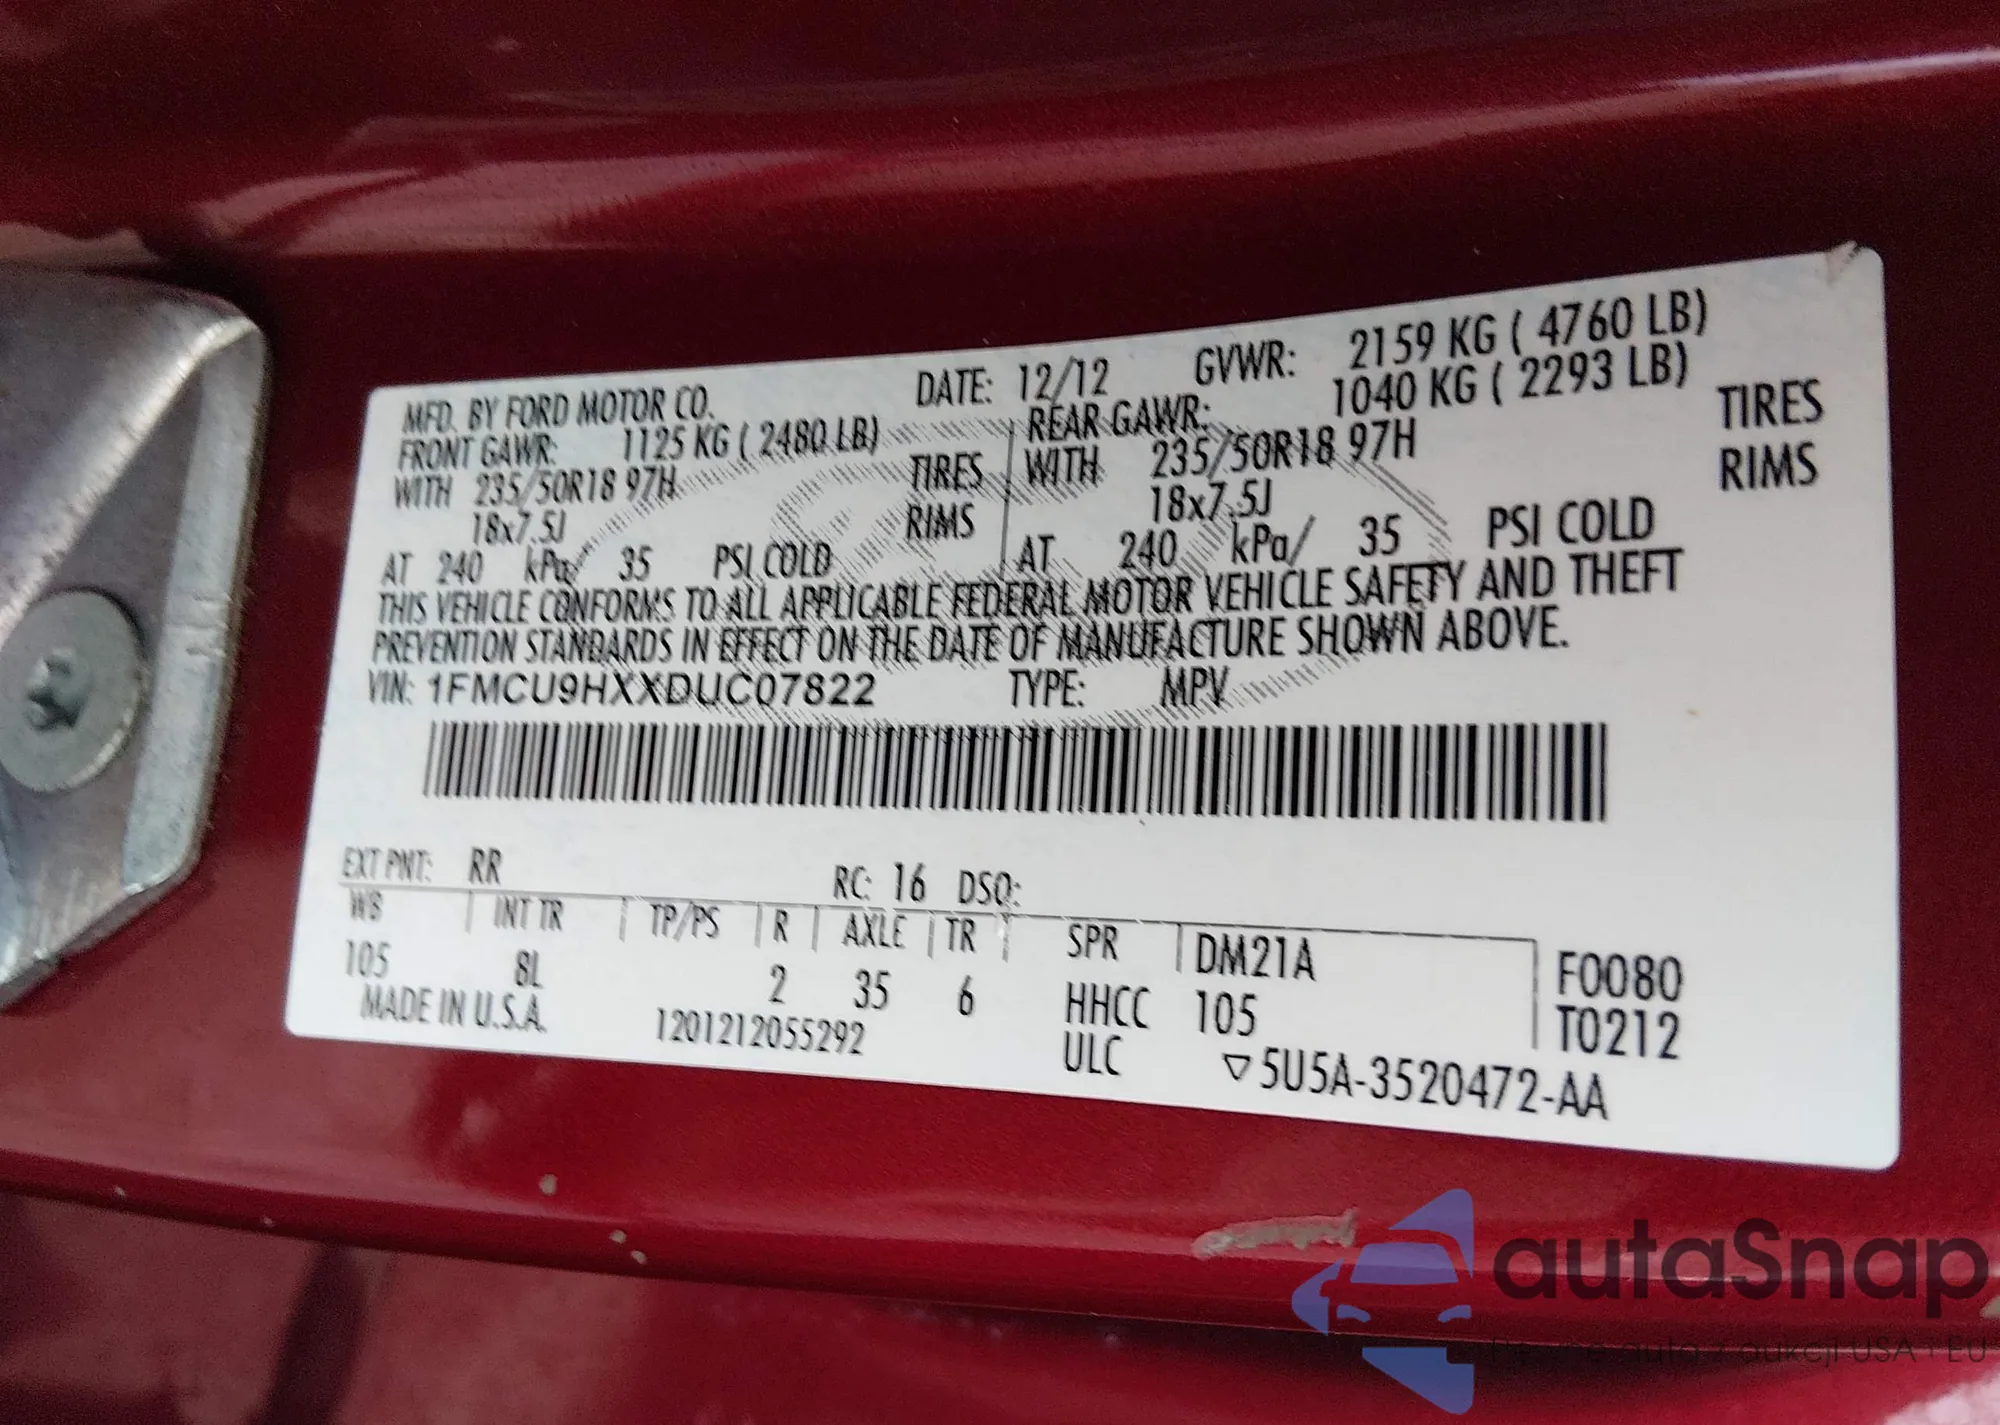 MFD. BY FORD MOTOR CO. DATE: 12/12 GVWR: 2159 KG ( 4760 LB)
FRONT GAWR: 1125 KG ( 2480 LB) REAR GAWR: 1040 KG ( 2293 LB)
WITH 235/50R18 97H TIRES WITH 235/50R18 97H TIRES
18x7.5J RIMS 18x7.5J RIMS
AT 240 kPa/ 35 PSI COLD AT 240 kPa/ 35 PSI COLD
THIS VEHICLE CONFORMS TO ALL APPLICABLE FEDERAL MOTOR VEHICLE SAFETY AND THEFT
PREVENTION STANDARDS IN EFFECT ON THE DATE OF MANUFACTURE SHOWN ABOVE.
VIN: 1FMCU9HXXDUC07822 TYPE: MPV
EXT PNT: RR RC: 16 DSO:
WB INT TR TP/PS R AXLE TR SPR DM21A F0080
105 8L 2 35 6 HHCC 105 T0212
MADE IN U.S.A. 1201212055292 ULC ▽5U5A-3520472-AA
autaSnap
Pewne auta z aukcji USA i EU